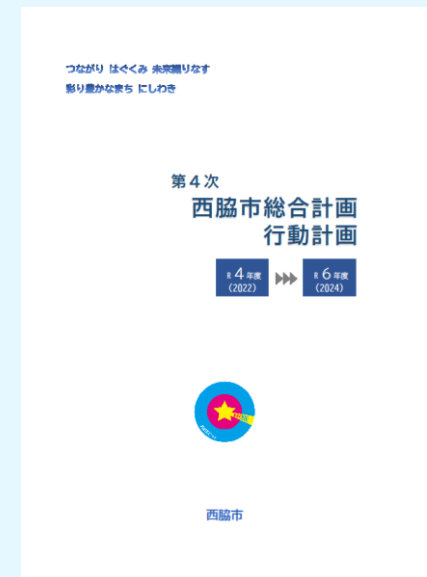 つながり はぐくみ 未来織りなす
彩り豊かなまち にしわき
第4次
西脇市総合計画
行動計画
R 4 年度
(2022)
R 6 年度
(2024)
西脇市